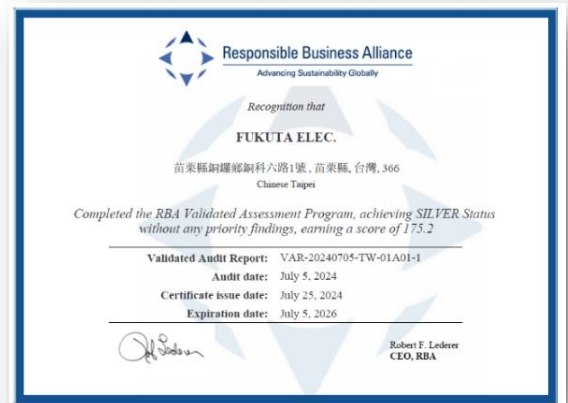 Responsible Business Alliance
Advancing Sustainability Globally
Recognition that
FUKUTA ELEC.
苗栗縣銅鑼鄉銅科六路1號, 苗栗縣, 台灣, 366
Chinese Taipei
Completed the RBA Validated Assessment Program, achieving SILVER Status
without any priority findings, earning a score of 175.2
Validated Audit Report: VAR-20240705-TW-01A01-1
Audit date: July 5, 2024
Certificate issue date: July 25, 2024
Expiration date: July 5, 2026
Robert F. Lederer
CEO, RBA